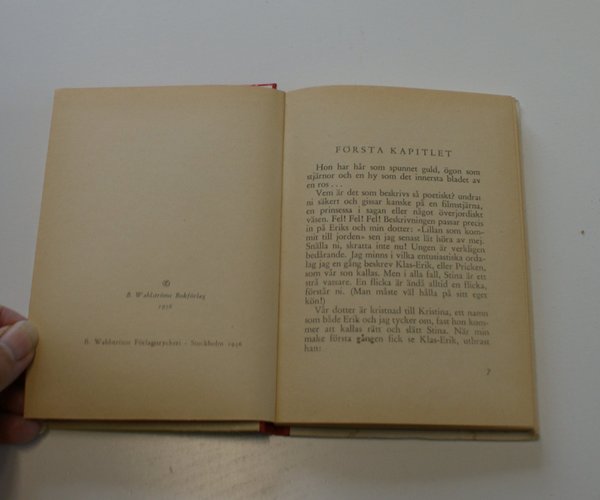 ©
B. Wahlströms Bokförlag
1956
B. Wahlströms Förlagstryckeri - Stockholm 1956
FÖRSTA KAPITLET
Hon har hår som spunnet guld, ögon som
stjärnor och en hy som det innersta bladet av
en ros . . .
Vem är det som beskrivs så poetiskt? undrar
ni säkert och gissar kanske på en filmstjärna,
en prinsessa i sagan eller något överjordiskt
väsen. Fel! Fel! Fel! Beskrivningen passar precis
in på Eriks och min dotter: »Lillan som kom-
mit till jorden» sen jag senast lät höra av mej.
Snälla ni, skratta inte nu! Ungen är verkligen
bedårande. Jag minns i vilka entusiastiska orda-
lag jag en gång beskrev Klas-Erik, eller Pricken,
som vår son kallas. Men i alla fall, Stina är ett
strå vassare. En flicka är ändå alltid en flicka,
förstår ni. (Man måste väl hålla på sitt eget
kön!)
Vår dotter är kristnad till Kristina, ett namn
som både Erik och jag tycker om, fast hon kom-
mer att kallas rätt och slätt Stina. När min
make första gången fick se Klas-Erik, utbrast
han:
7